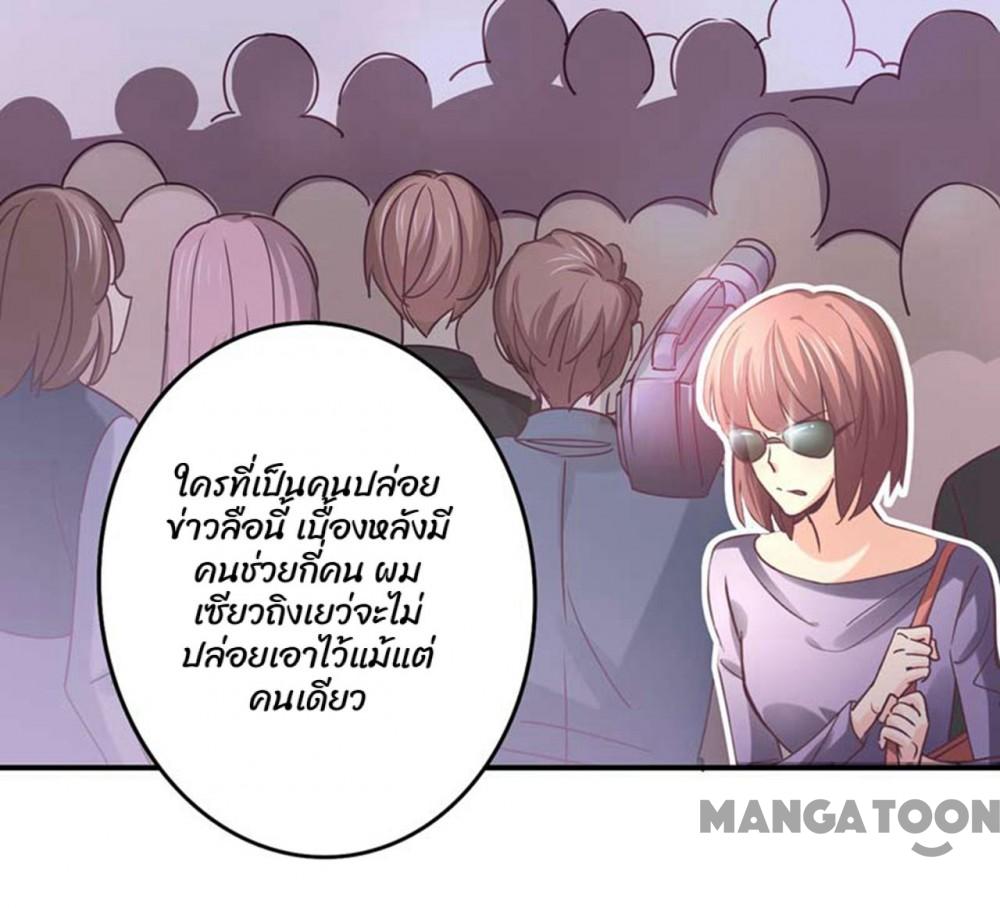 ใครที่เป็นคนปล่อย
ข่าวลือนี้ เบื้องหลังมี
คนช่วยกี่คน ผม
เซียวถิงเยว่จะไม่
ปล่อยเอาไว้แม้แต่
คนเดียว
MANGATOON